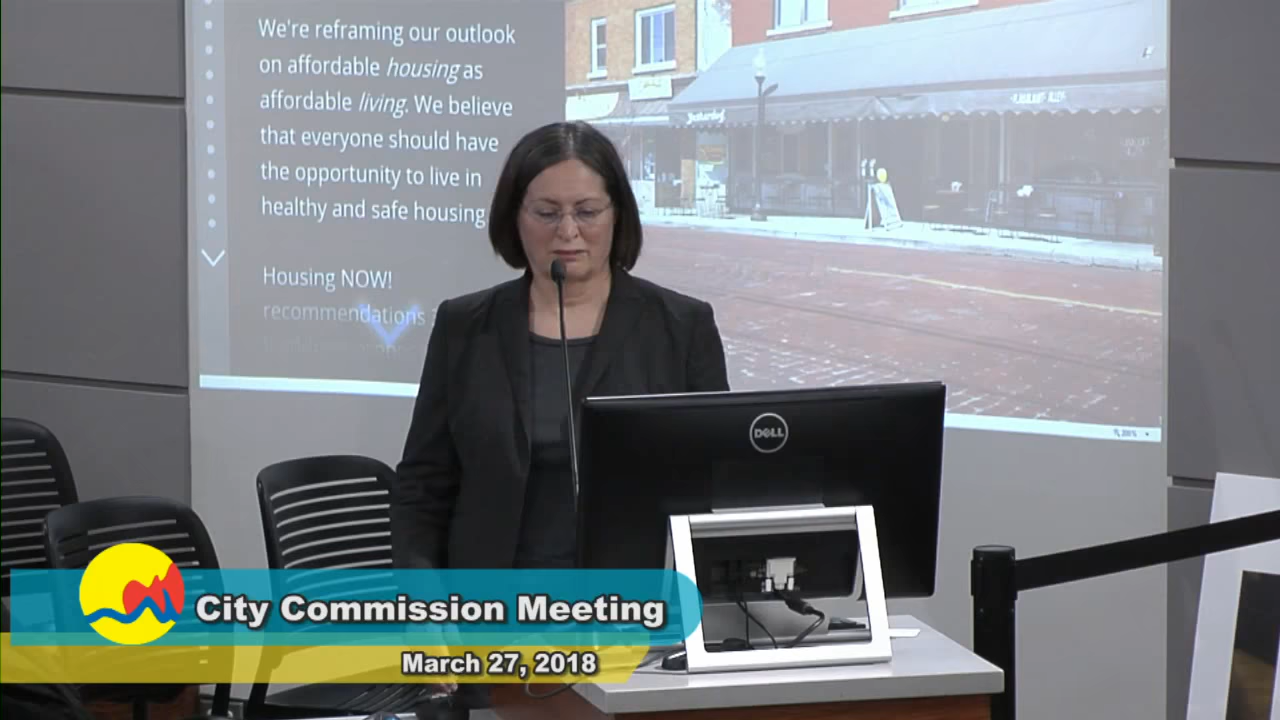 We're reframing our outlook
on affordable housing as
affordable living. We believe
that everyone should have
the opportunity to live in
healthy and safe housing
Housing NOW!
recommendations
DELL
City Commission Meeting
March 27, 2018